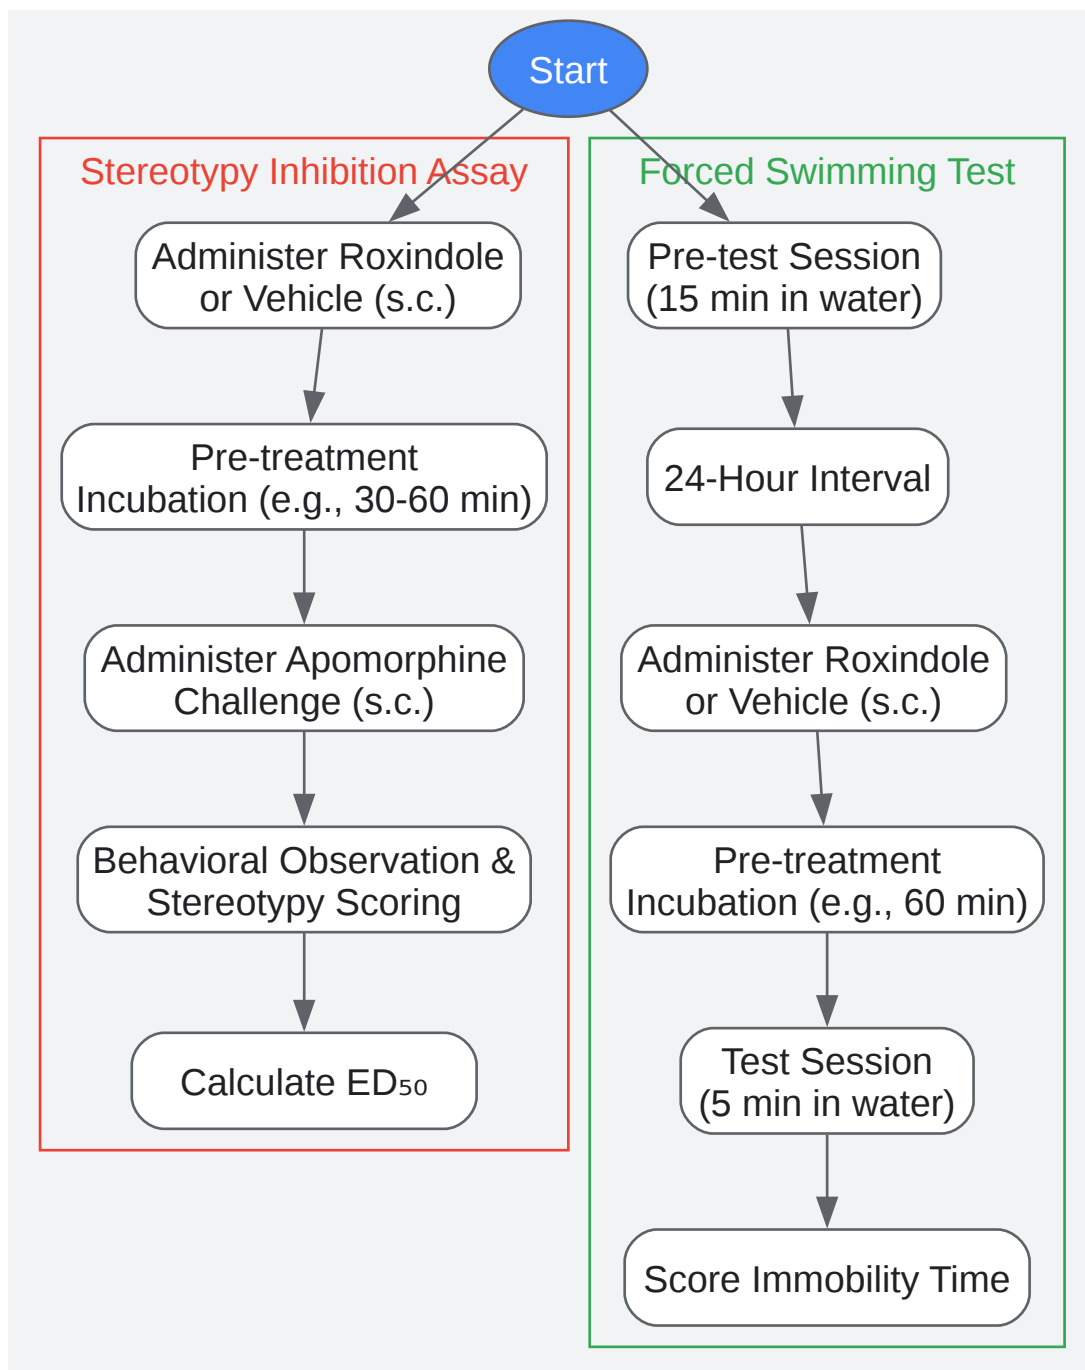 Start
Stereotypy Inhibition Assay
Administer Roxindole
or Vehicle (s.c.)
Pre-treatment
Incubation (e.g., 30-60 min)
Administer Apomorphine
Challenge (s.c.)
Behavioral Observation &
Stereotypy Scoring
Calculate ED₅₀
Forced Swimming Test
Pre-test Session
(15 min in water)
24-Hour Interval
Administer Roxindole
or Vehicle (s.c.)
Pre-treatment
Incubation (e.g., 60 min)
Test Session
(5 min in water)
Score Immobility Time